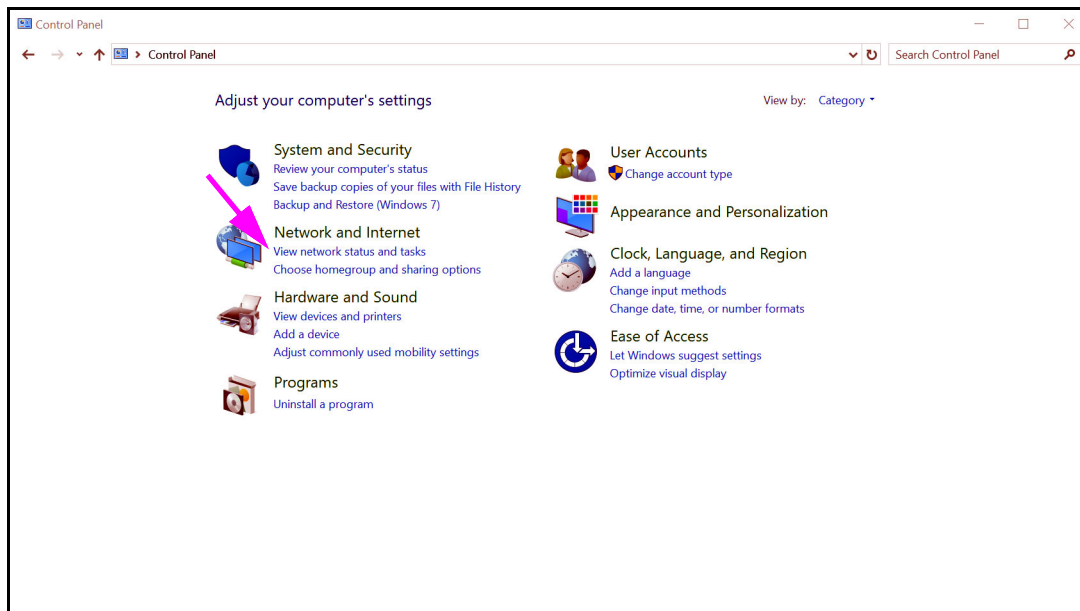 Control Panel
Control Panel
Search Control Panel
Adjust your computer's settings
View by: Category
System and Security
Review your computer's status
Save backup copies of your files with File History
Backup and Restore (Windows 7)
Network and Internet
View network status and tasks
Choose homegroup and sharing options
Hardware and Sound
View devices and printers
Add a device
Adjust commonly used mobility settings
Programs
Uninstall a program
User Accounts
Change account type
Appearance and Personalization
Clock, Language, and Region
Add a language
Change input methods
Change date, time, or number formats
Ease of Access
Let Windows suggest settings
Optimize visual display